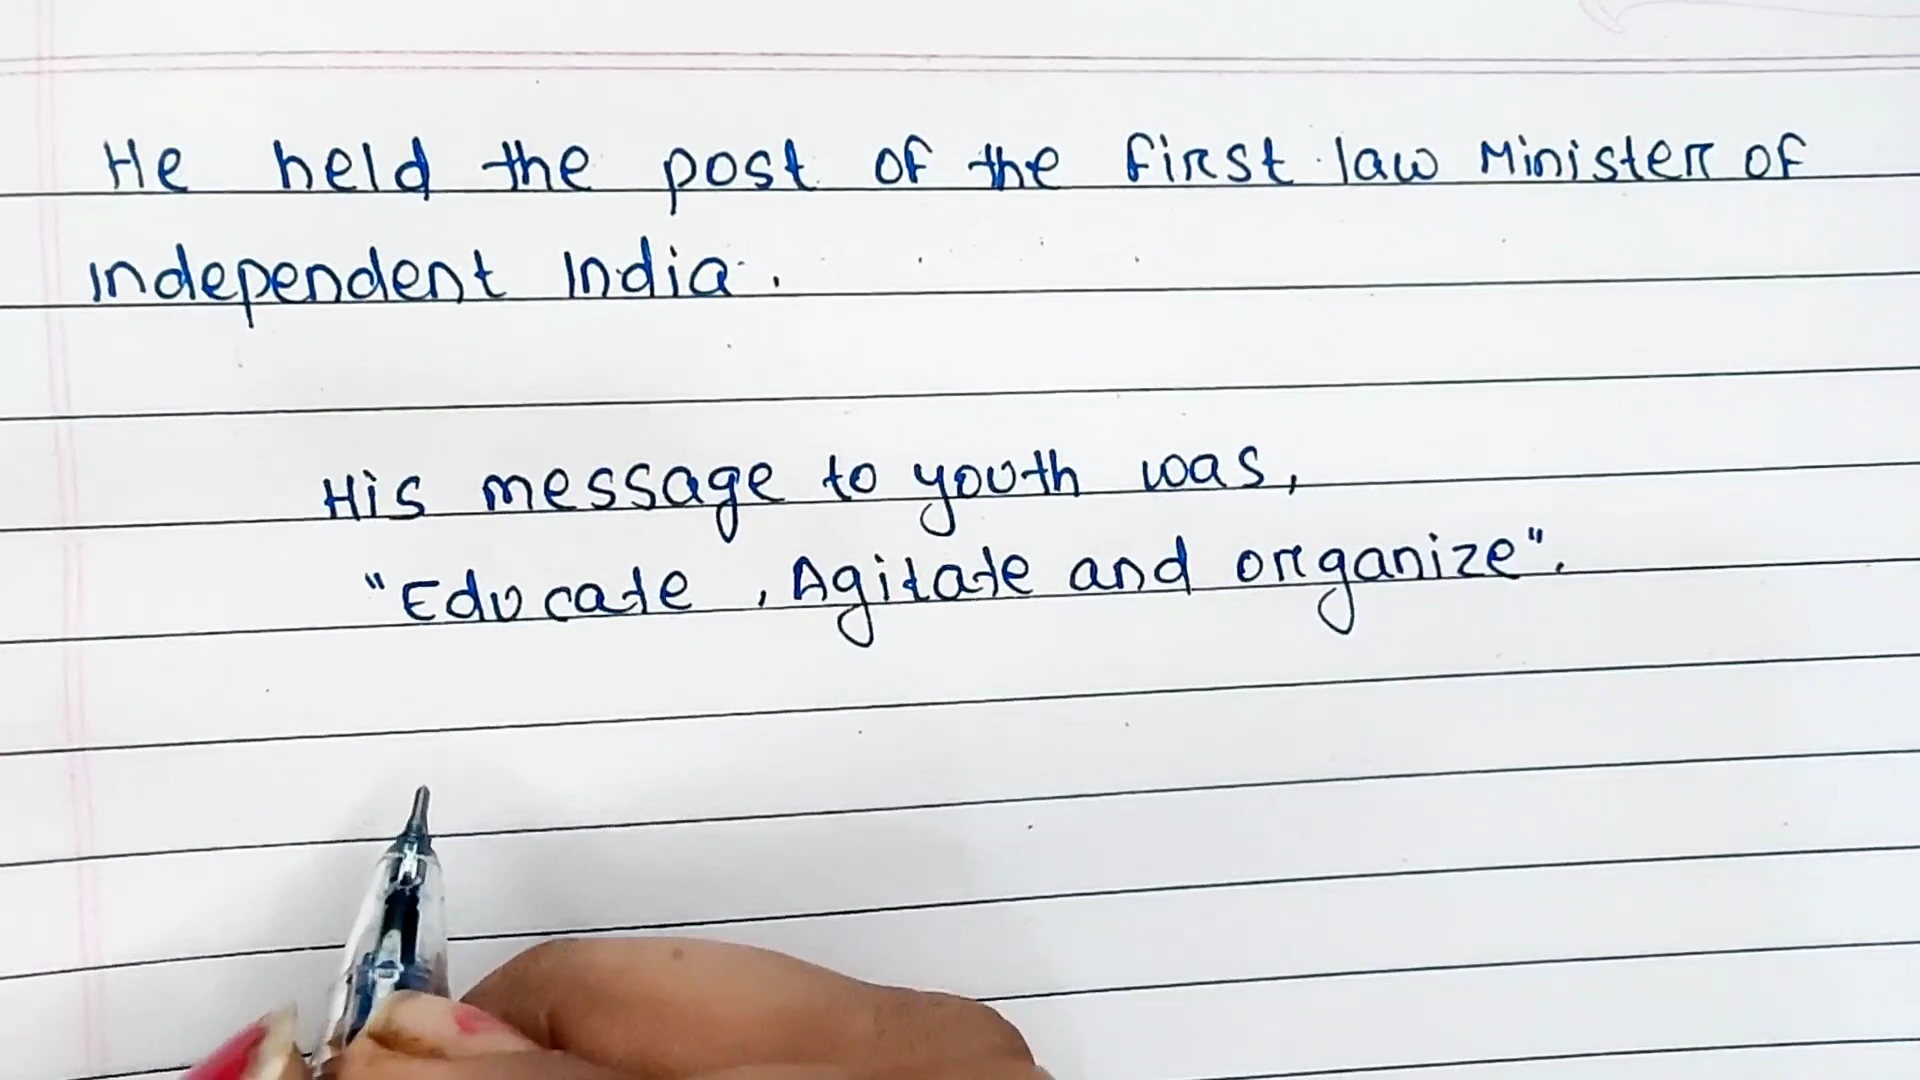 He held the post of the first law Minister of
independent India.
His message to youth was,
"Educate, Agitate and organize".